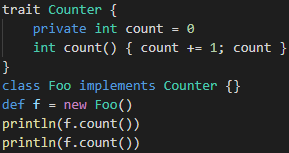 trait Counter {
    private int count = 0
    int count() { count += 1; count }
}
class Foo implements Counter {}
def f = new Foo()
println(f.count())
println(f.count())